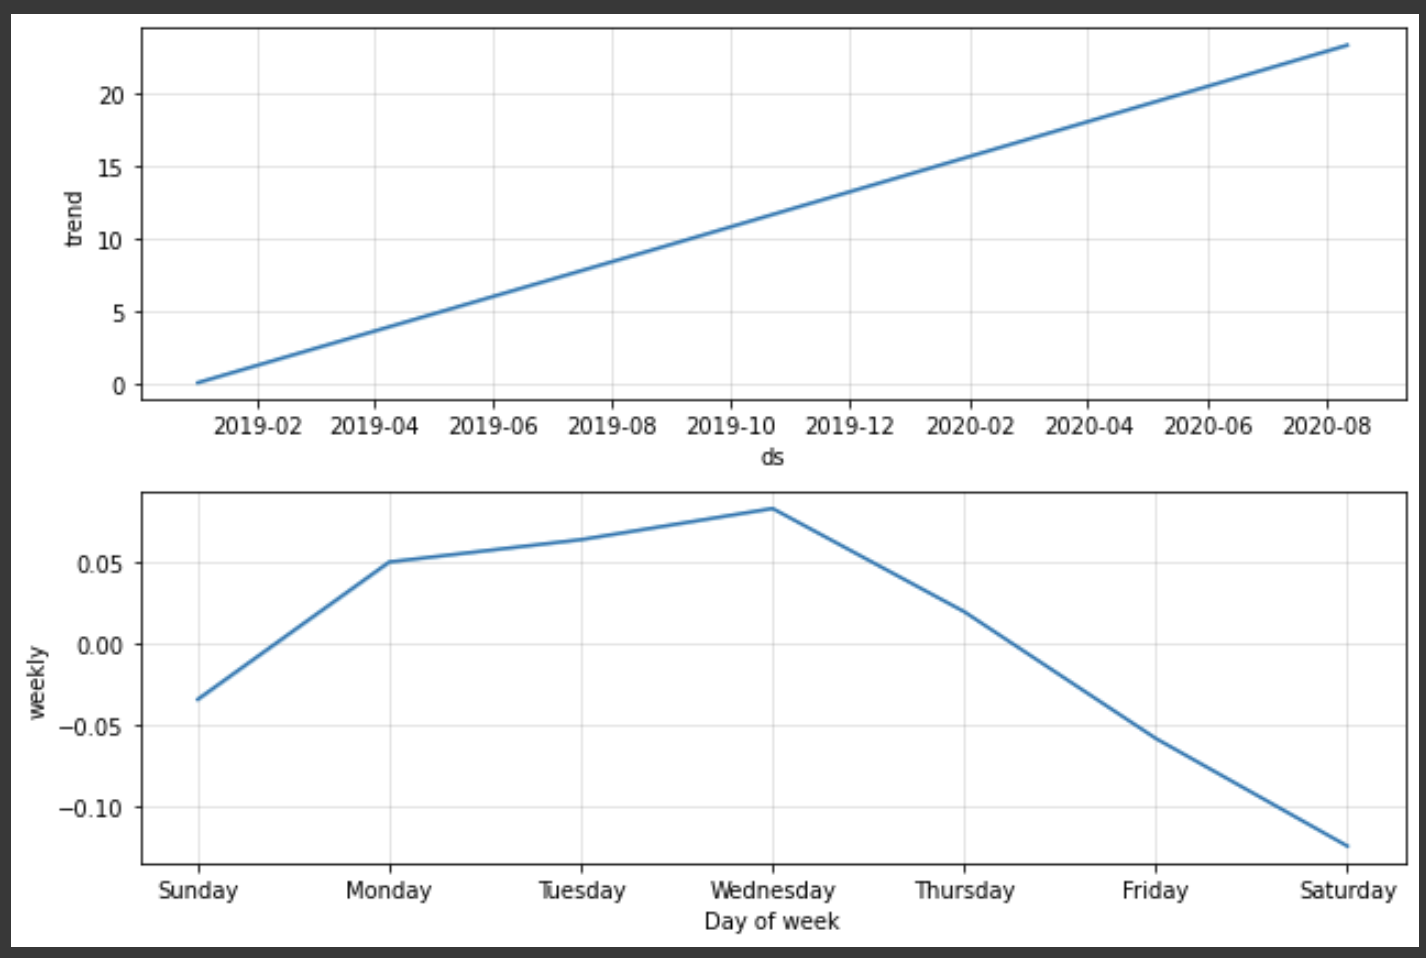 20
15
10
5
0
trend
2019-02 2019-04 2019-06 2019-08 2019-10 2019-12 2020-02 2020-04 2020-06 2020-08
ds
0.05
0.00
−0.05
−0.10
weekly
Sunday Monday Tuesday Wednesday Thursday Friday Saturday
Day of week